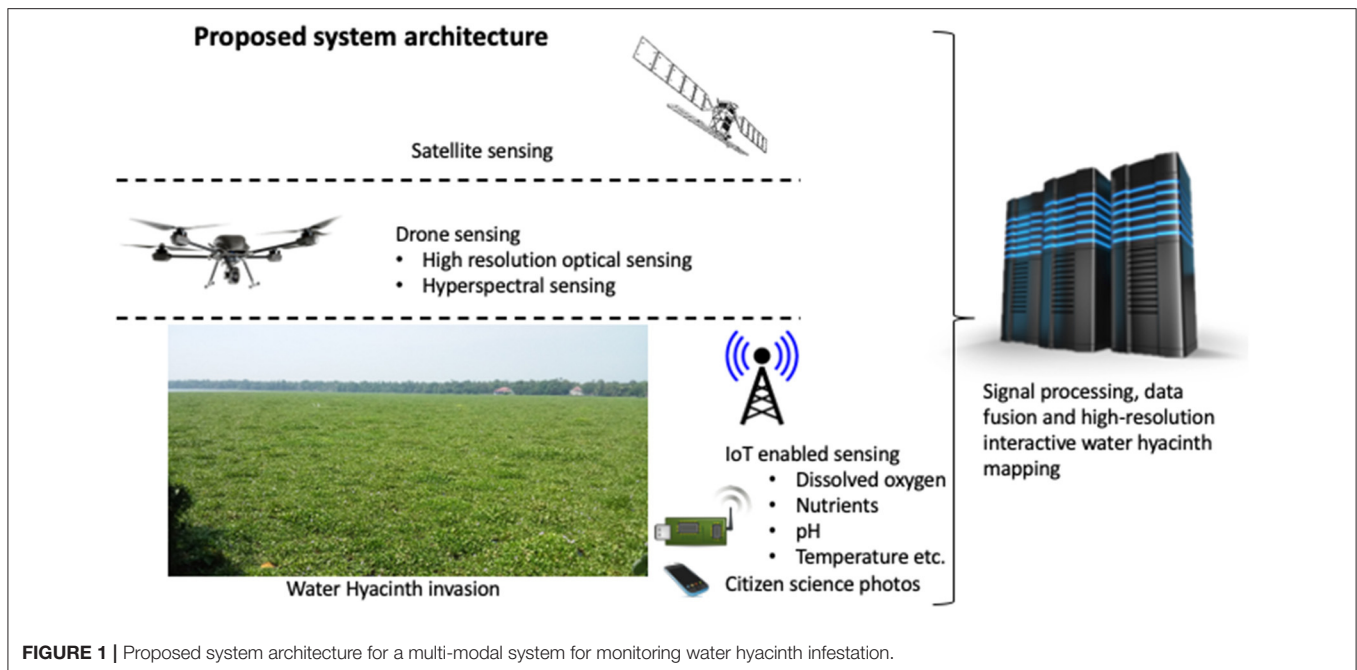 Proposed system architecture
Satellite sensing
Drone sensing
• High resolution optical sensing
• Hyperspectral sensing
IoT enabled sensing
• Dissolved oxygen
• Nutrients
• pH
• Temperature etc.
Citizen science photos
Water Hyacinth invasion
Signal processing, data
fusion and high-resolution
interactive water hyacinth
mapping
FIGURE 1 | Proposed system architecture for a multi-modal system for monitoring water hyacinth infestation.